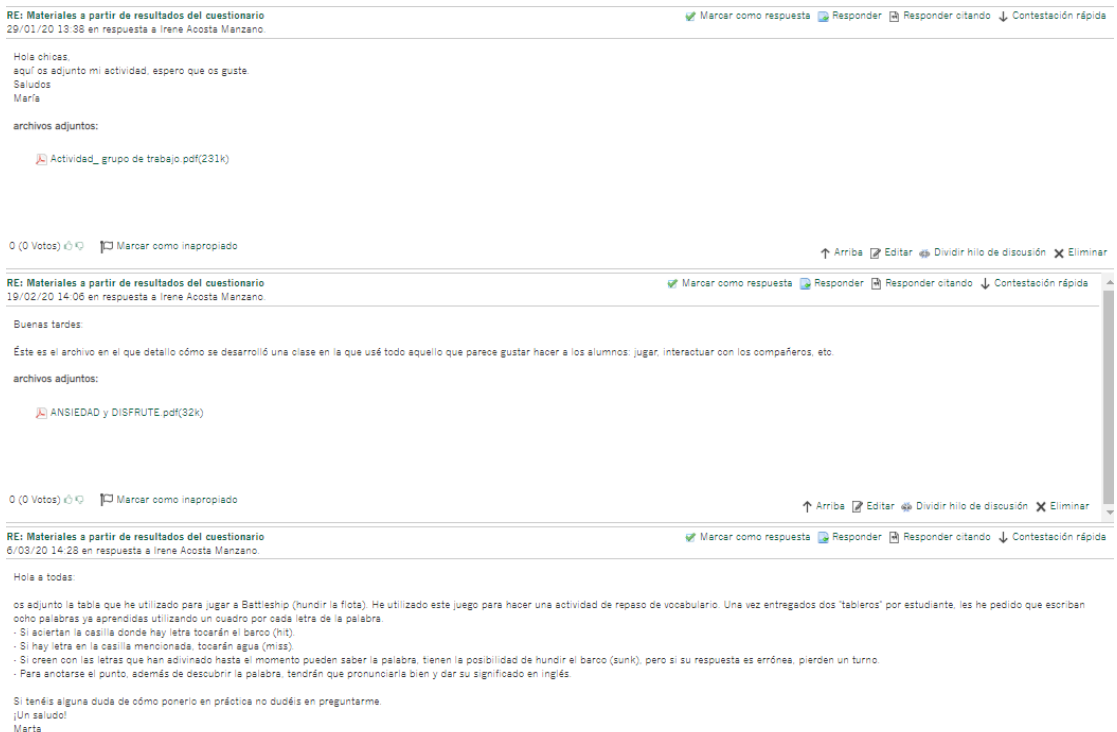 RE: Materiales a partir de resultados del cuestionario
Marcar como respuesta Responder Responder citando Contestación rápida
29/01/20 13:38 en respuesta a Irene Acosta Manzano.
Hola chicas,
aquí os adjunto mi actividad, espero que os guste.
Saludos
María
archivos adjuntos:
Actividad_ grupo de trabajo.pdf(231k)
0 (0 Votos) Marcar como inapropiado
Arriba Editar Dividir hilo de discusión Eliminar
RE: Materiales a partir de resultados del cuestionario
Marcar como respuesta Responder Responder citando Contestación rápida
19/02/20 14:06 en respuesta a Irene Acosta Manzano.
Buenas tardes:
Éste es el archivo en el que detallo cómo se desarrolló una clase en la que usé todo aquello que parece gustar hacer a los alumnos: jugar, interactuar con los compañeros, etc.
archivos adjuntos:
ANSIEDAD y DISFRUTE.pdf(32k)
0 (0 Votos) Marcar como inapropiado
Arriba Editar Dividir hilo de discusión Eliminar
RE: Materiales a partir de resultados del cuestionario
Marcar como respuesta Responder Responder citando Contestación rápida
6/03/20 14:28 en respuesta a Irene Acosta Manzano.
Hola a todas:
os adjunto la tabla que he utilizado para jugar a Battleship (hundir la flota). He utilizado este juego para hacer una actividad de repaso de vocabulario. Una vez entregados dos "tableros" por estudiante, les he pedido que escriban
ocho palabras ya aprendidas utilizando un cuadro por cada letra de la palabra.
- Si aciertan la casilla donde hay letra tocarán el barco (hit).
- Si hay letra en la casilla mencionada, tocarán agua (miss).
- Si creen con las letras que han adivinado hasta el momento pueden saber la palabra, tienen la posibilidad de hundir el barco (sunk), pero si su respuesta es errónea, pierden un turno.
- Para anotarse el punto, además de descubrir la palabra, tendrán que pronunciarla bien y dar su significado en inglés.
Si tenéis alguna duda de cómo ponerlo en práctica no dudéis en preguntarme.
¡Un saludo!
Marta